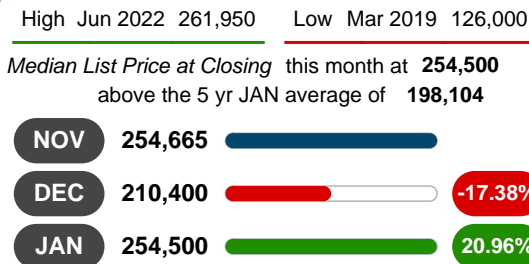 High Jun 2022 261,950 Low Mar 2019 126,000
Median List Price at Closing this month at 254,500
above the 5 yr JAN average of 198,104
NOV 254,665
DEC 210,400 -17.38%
JAN 254,500 20.96%